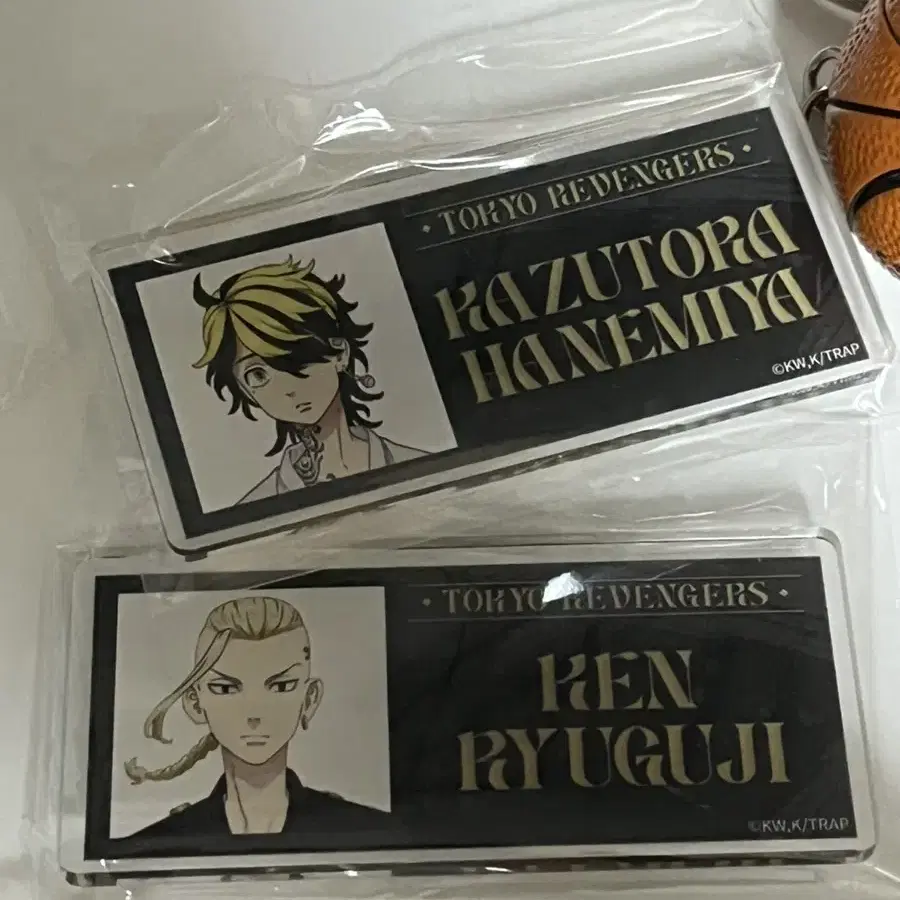 • TOKYO REVENGERS •
KAZUTORA
HANEMIYA
©KW,K/TRAP
• TOKYO REVENGERS •
KEN
RYUGUJI
©KW,K/TRAP